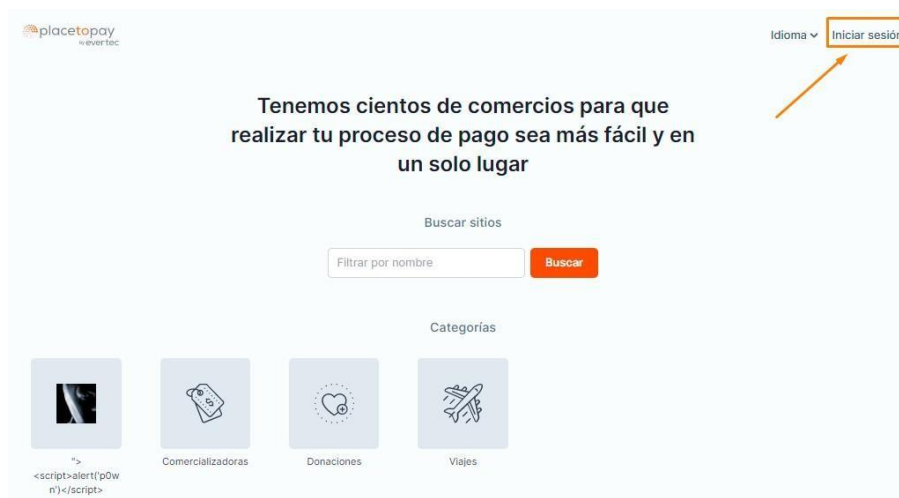 placetopay
by evertec
Idioma
Iniciar sesión
Tenemos cientos de comercios para que
realizar tu proceso de pago sea más fácil y en
un solo lugar
Buscar sitios
Filtrar por nombre
Buscar
Categorías
">
<script>alert('p0w
n')</script>
Comercializadoras
Donaciones
Viajes